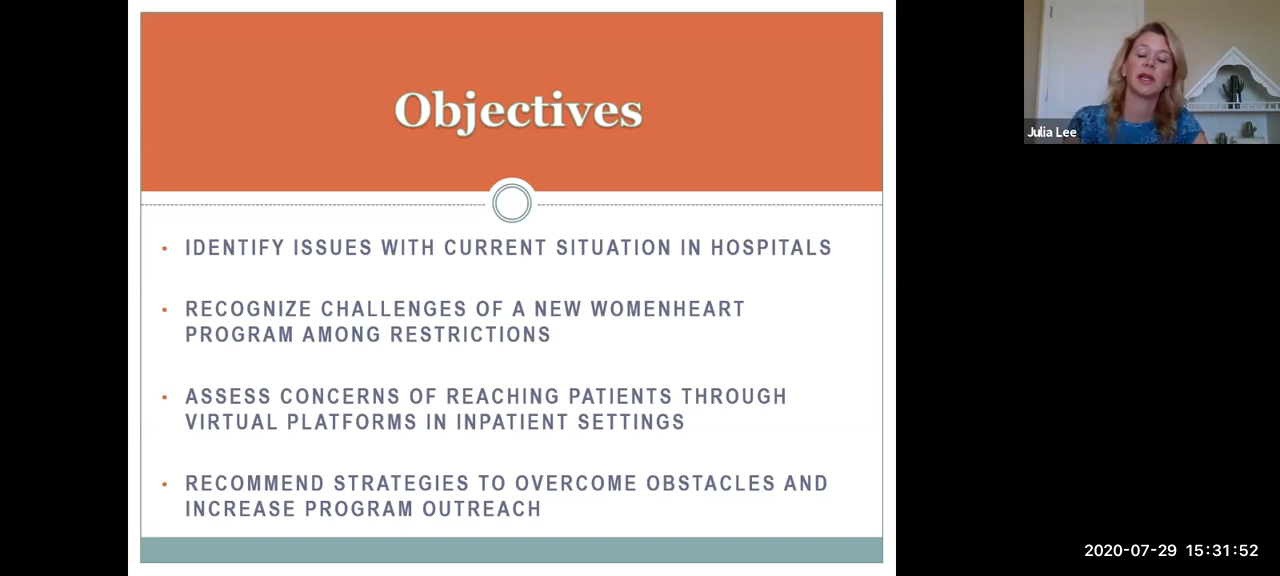 Objectives
Julia Lee
• IDENTIFY ISSUES WITH CURRENT SITUATION IN HOSPITALS
• RECOGNIZE CHALLENGES OF A NEW WOMENHEART
PROGRAM AMONG RESTRICTIONS
• ASSESS CONCERNS OF REACHING PATIENTS THROUGH
VIRTUAL PLATFORMS IN INPATIENT SETTINGS
• RECOMMEND STRATEGIES TO OVERCOME OBSTACLES AND
INCREASE PROGRAM OUTREACH
2020-07-29 15:31:52